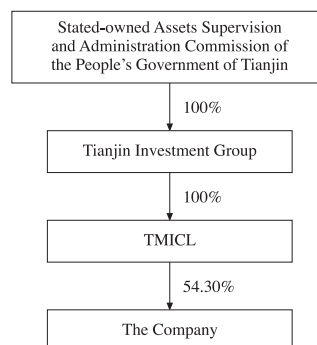 Stated-owned Assets Supervision
and Administration Commission of
the People's Government of Tianjin
100%
Tianjin Investment Group
100%
TMICL
54.30%
The Company